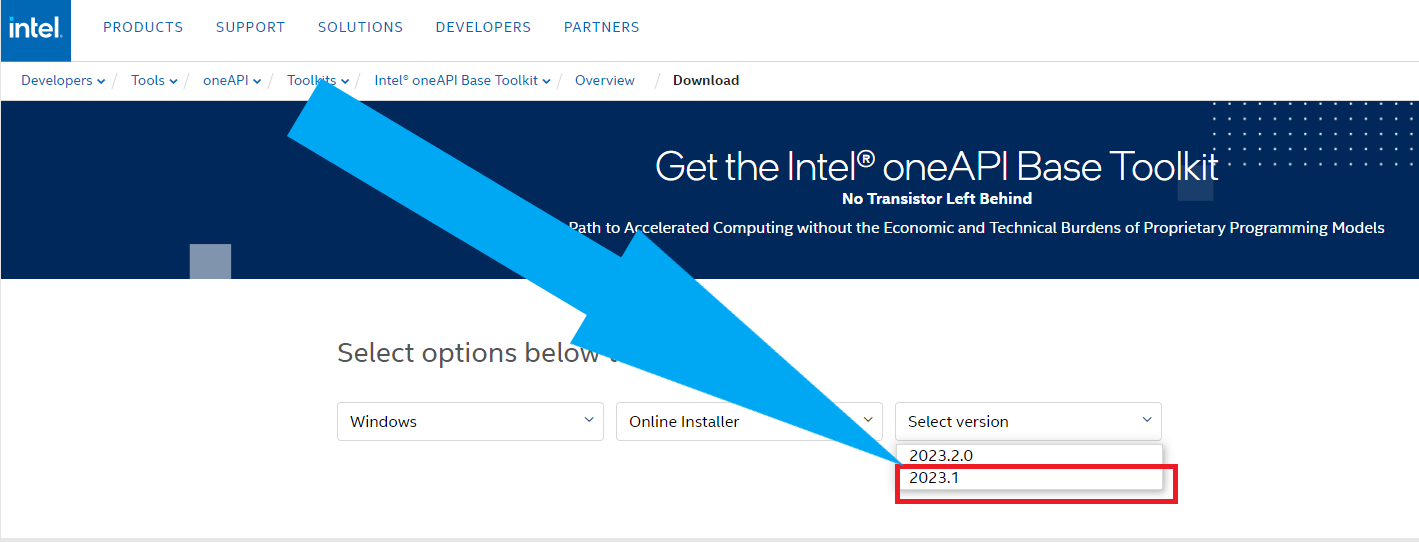 intel.
PRODUCTS SUPPORT SOLUTIONS DEVELOPERS PARTNERS
Developers / Tools / oneAPI / Toolkits / Intel® oneAPI Base Toolkit / Overview / Download
Get the Intel® oneAPI Base Toolkit
No Transistor Left Behind
Path to Accelerated Computing without the Economic and Technical Burdens of Proprietary Programming Models
Select options below
Windows Online Installer Select version
2023.2.0
2023.1